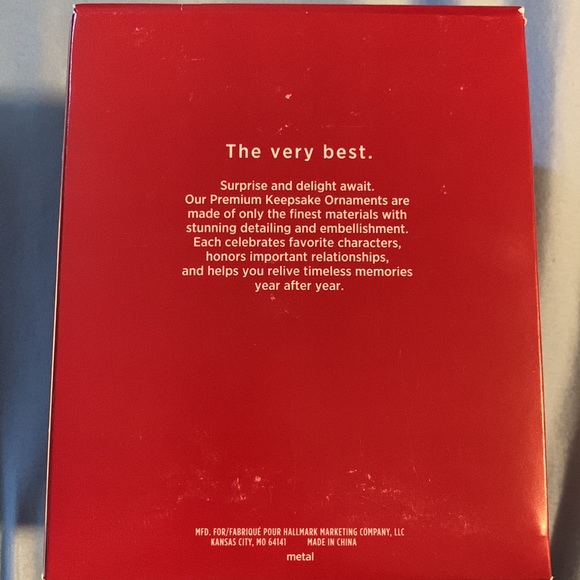 The very best.
Surprise and delight await.
Our Premium Keepsake Ornaments are
made of only the finest materials with
stunning detailing and embellishment.
Each celebrates favorite characters,
honors important relationships,
and helps you relive timeless memories
year after year.
MFD. FOR/FABRIQUÉ POUR HALLMARK MARKETING COMPANY, LLC
KANSAS CITY, MO 64141 MADE IN CHINA
metal